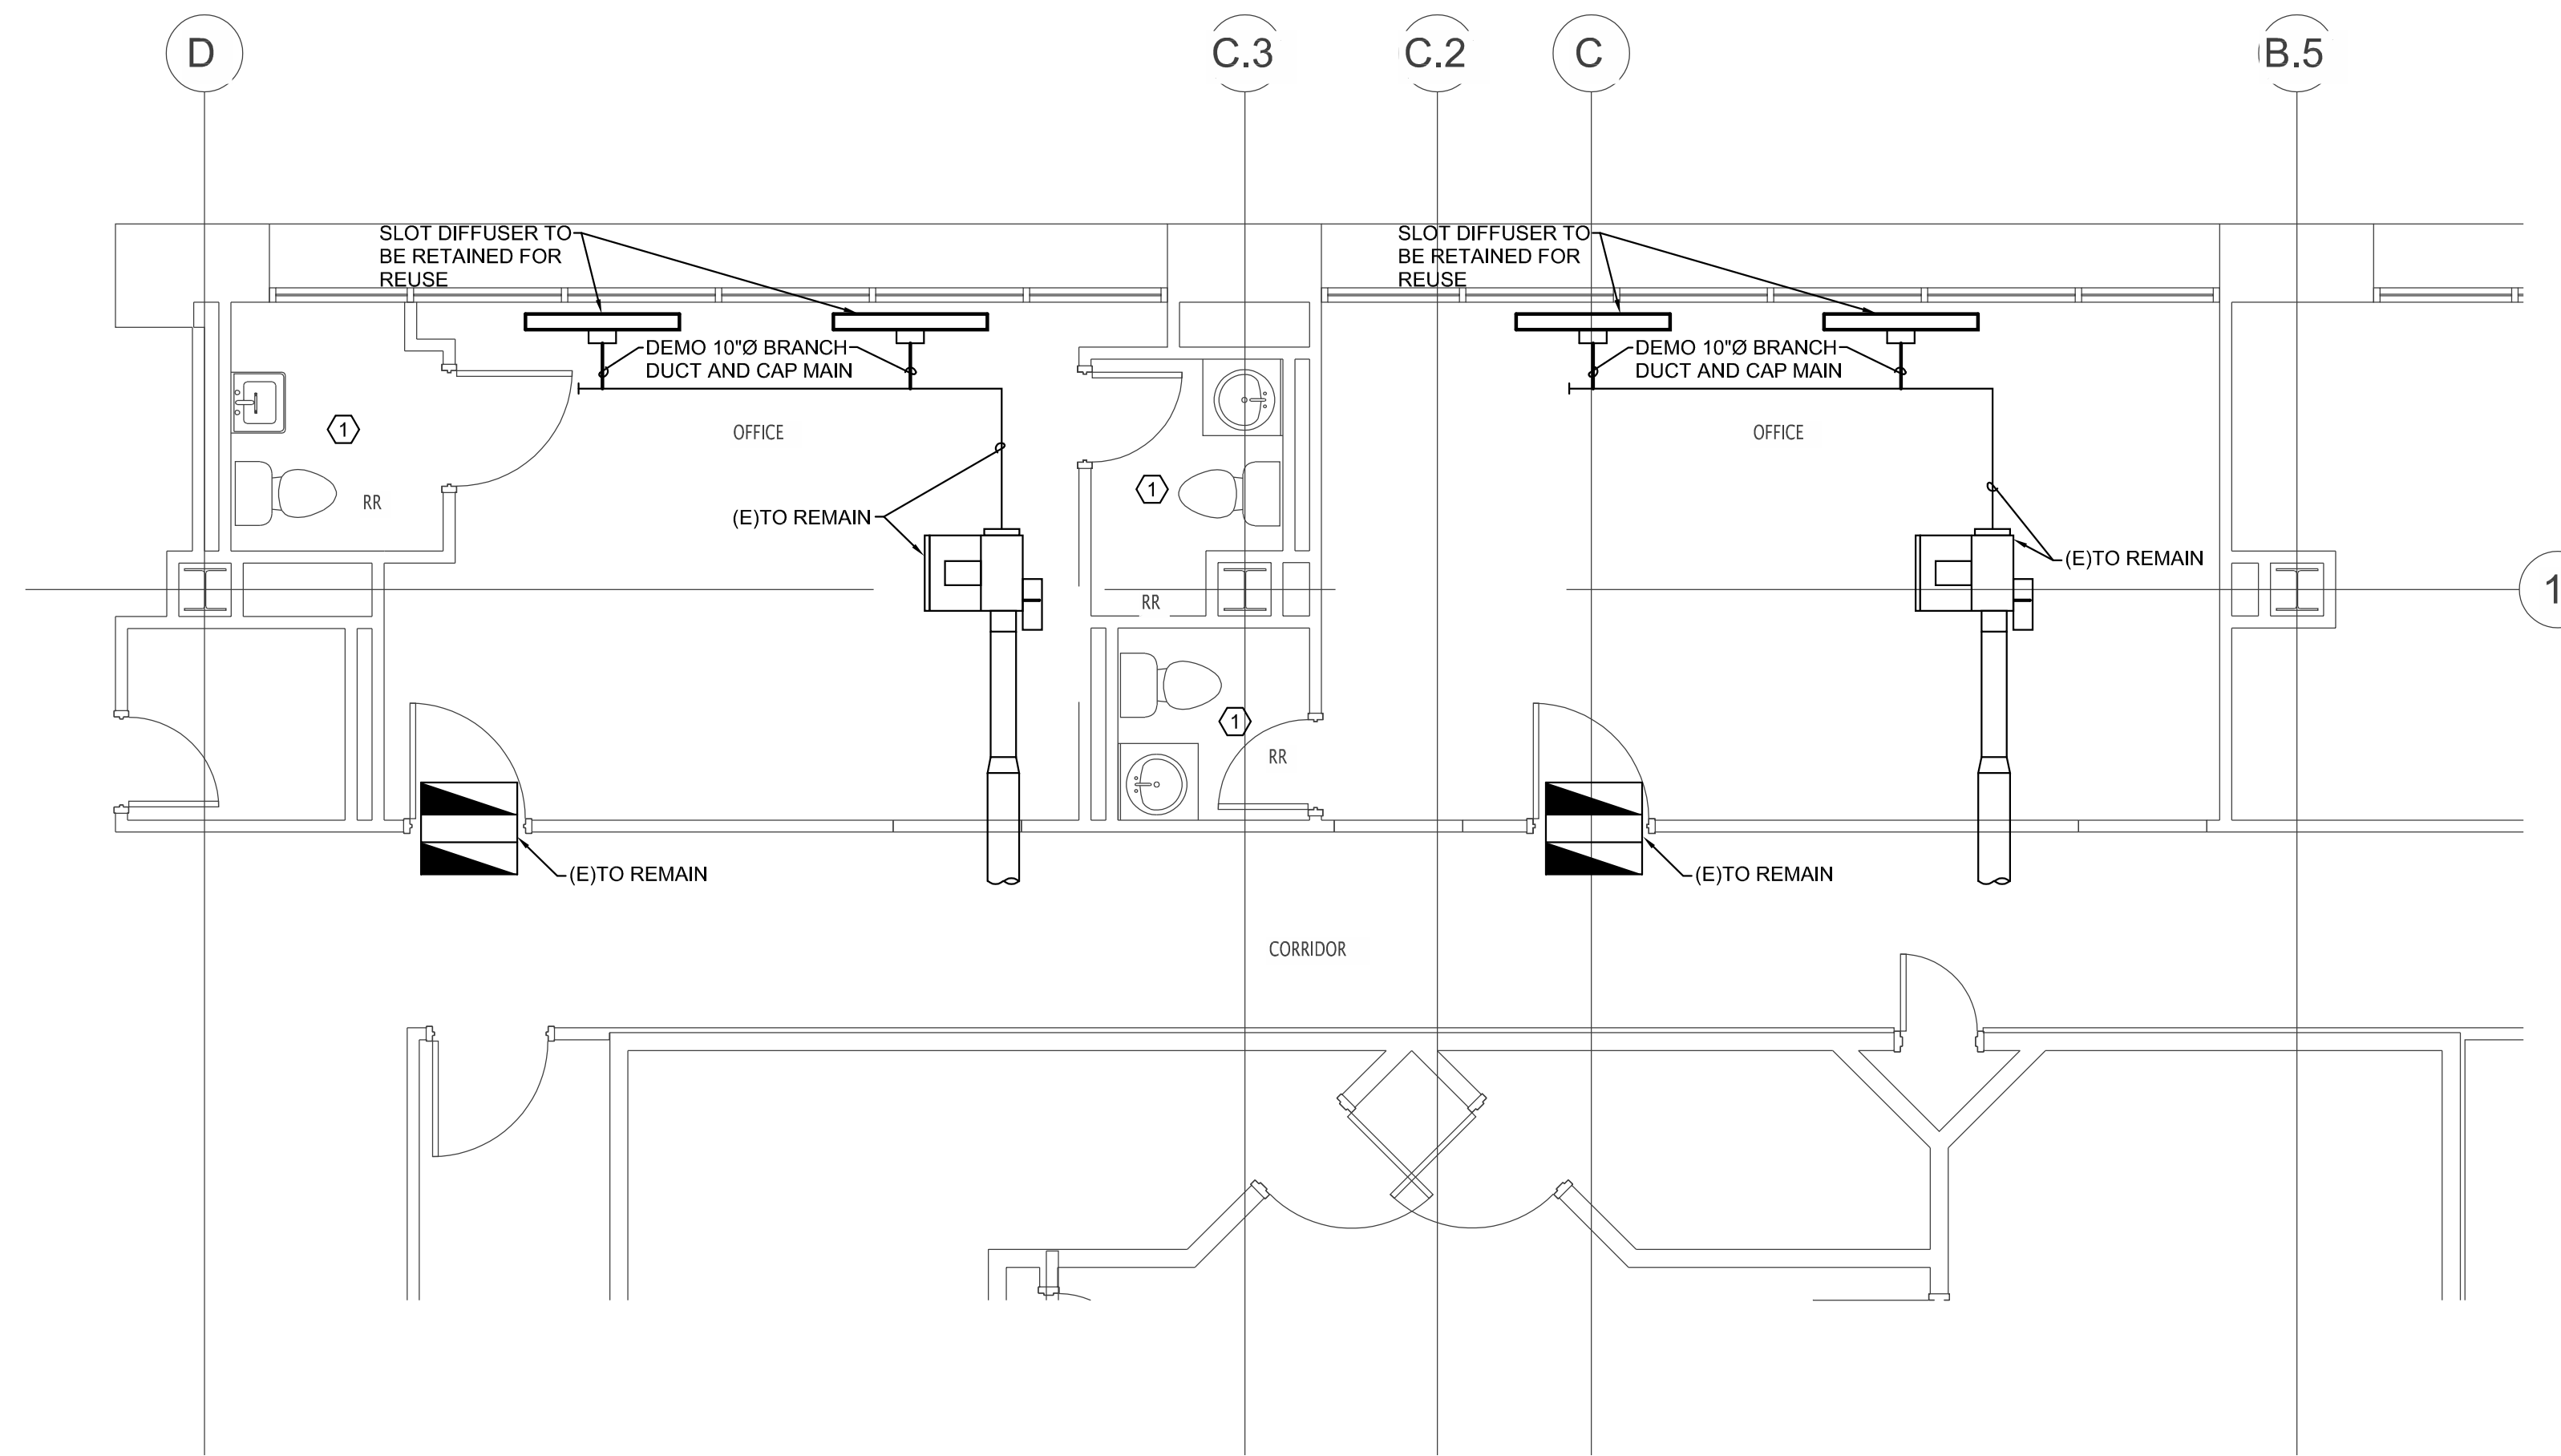 D
C.3
C.2
C
B.5
SLOT DIFFUSER TO
BE RETAINED FOR
REUSE
SLOT DIFFUSER TO
BE RETAINED FOR
REUSE
DEMO 10"Ø BRANCH
DUCT AND CAP MAIN
DEMO 10"Ø BRANCH
DUCT AND CAP MAIN
1
OFFICE
OFFICE
1
RR
(E)TO REMAIN
(E)TO REMAIN
1
RR
1
RR
(E)TO REMAIN
(E)TO REMAIN
CORRIDOR